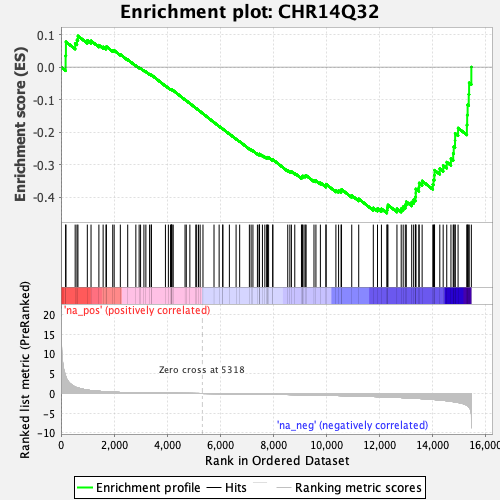 Enrichment plot: CHR14Q32
Enrichment score (ES)
0.1
0.0
-0.1
-0.2
-0.3
-0.4
'na_pos' (positively correlated)
Ranked list metric (PreRanked)
20
15
10
5
0
-5
-10
Zero cross at 5318
'na_neg' (negatively correlated)
0
2,000
4,000
6,000
8,000
10,000
12,000
14,000
16,000
Rank in Ordered Dataset
Enrichment profile
Hits
Ranking metric scores